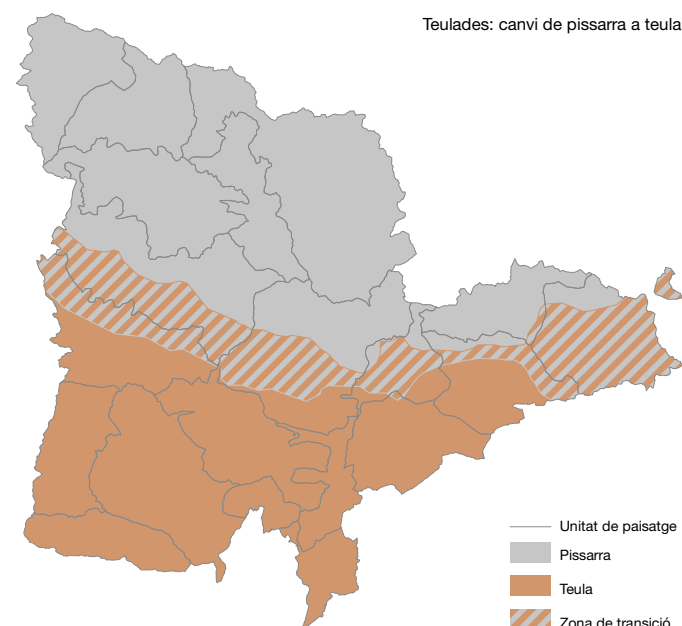 Teulades: canvi de pissarra a teula
Unitat de paisatge
Pissarra
Teula
Zona de transició